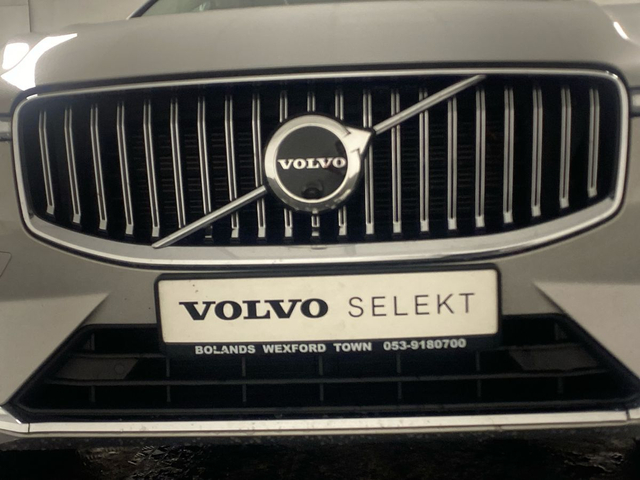 VOLVO
VOLVO SELEKT
BOLANDS WEXFORD TOWN 053-9180700